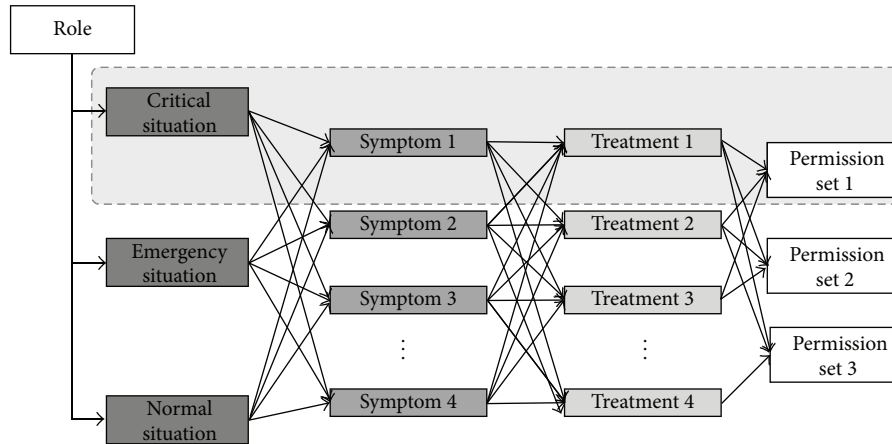 Role
Critical
situation
Symptom 1
Treatment 1
Permission
set 1
Symptom 2
Treatment 2
Emergency
situation
Permission
set 2
Symptom 3
Treatment 3
⋮
⋮
Permission
set 3
Normal
situation
Symptom 4
Treatment 4